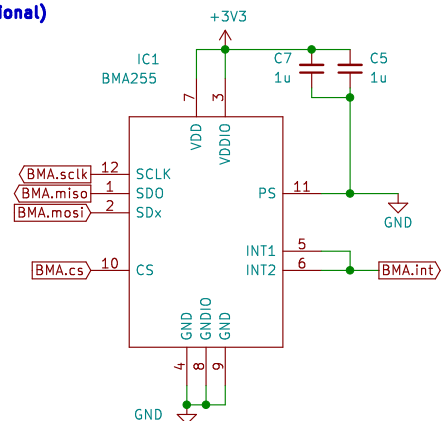 ional)
+3V3
IC1
BMA255
C7
1u
C5
1u
7
3
VDD
VDDIO
BMA.sclk
12
SCLK
BMA.miso
1
SDO
BMA.mosi
2
SDx
PS
11
GND
INT1
5
BMA.cs
10
CS
INT2
6
BMA.int
GND
GNDIO
GND
4
8
9
GND